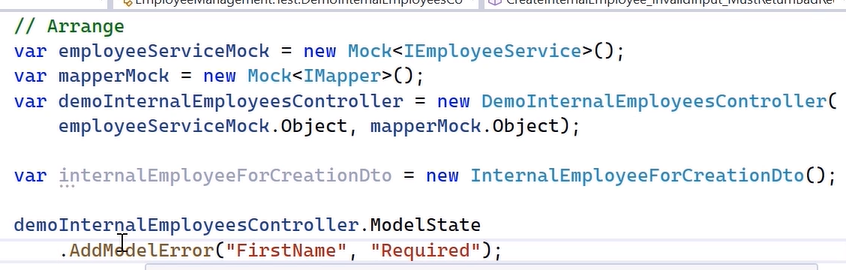 EmployeeManagement.Test.DemoInternalEmployeesCo CreateInternalEmployee_InvalidInput_MustReturnBadRe
// Arrange
var employeeServiceMock = new Mock<IEmployeeService>();
var mapperMock = new Mock<IMapper>();
var demoInternalEmployeesController = new DemoInternalEmployeesController(
employeeServiceMock.Object, mapperMock.Object);
var internalEmployeeForCreationDto = new InternalEmployeeForCreationDto();
demoInternalEmployeesController.ModelState
.AddModelError("FirstName", "Required");